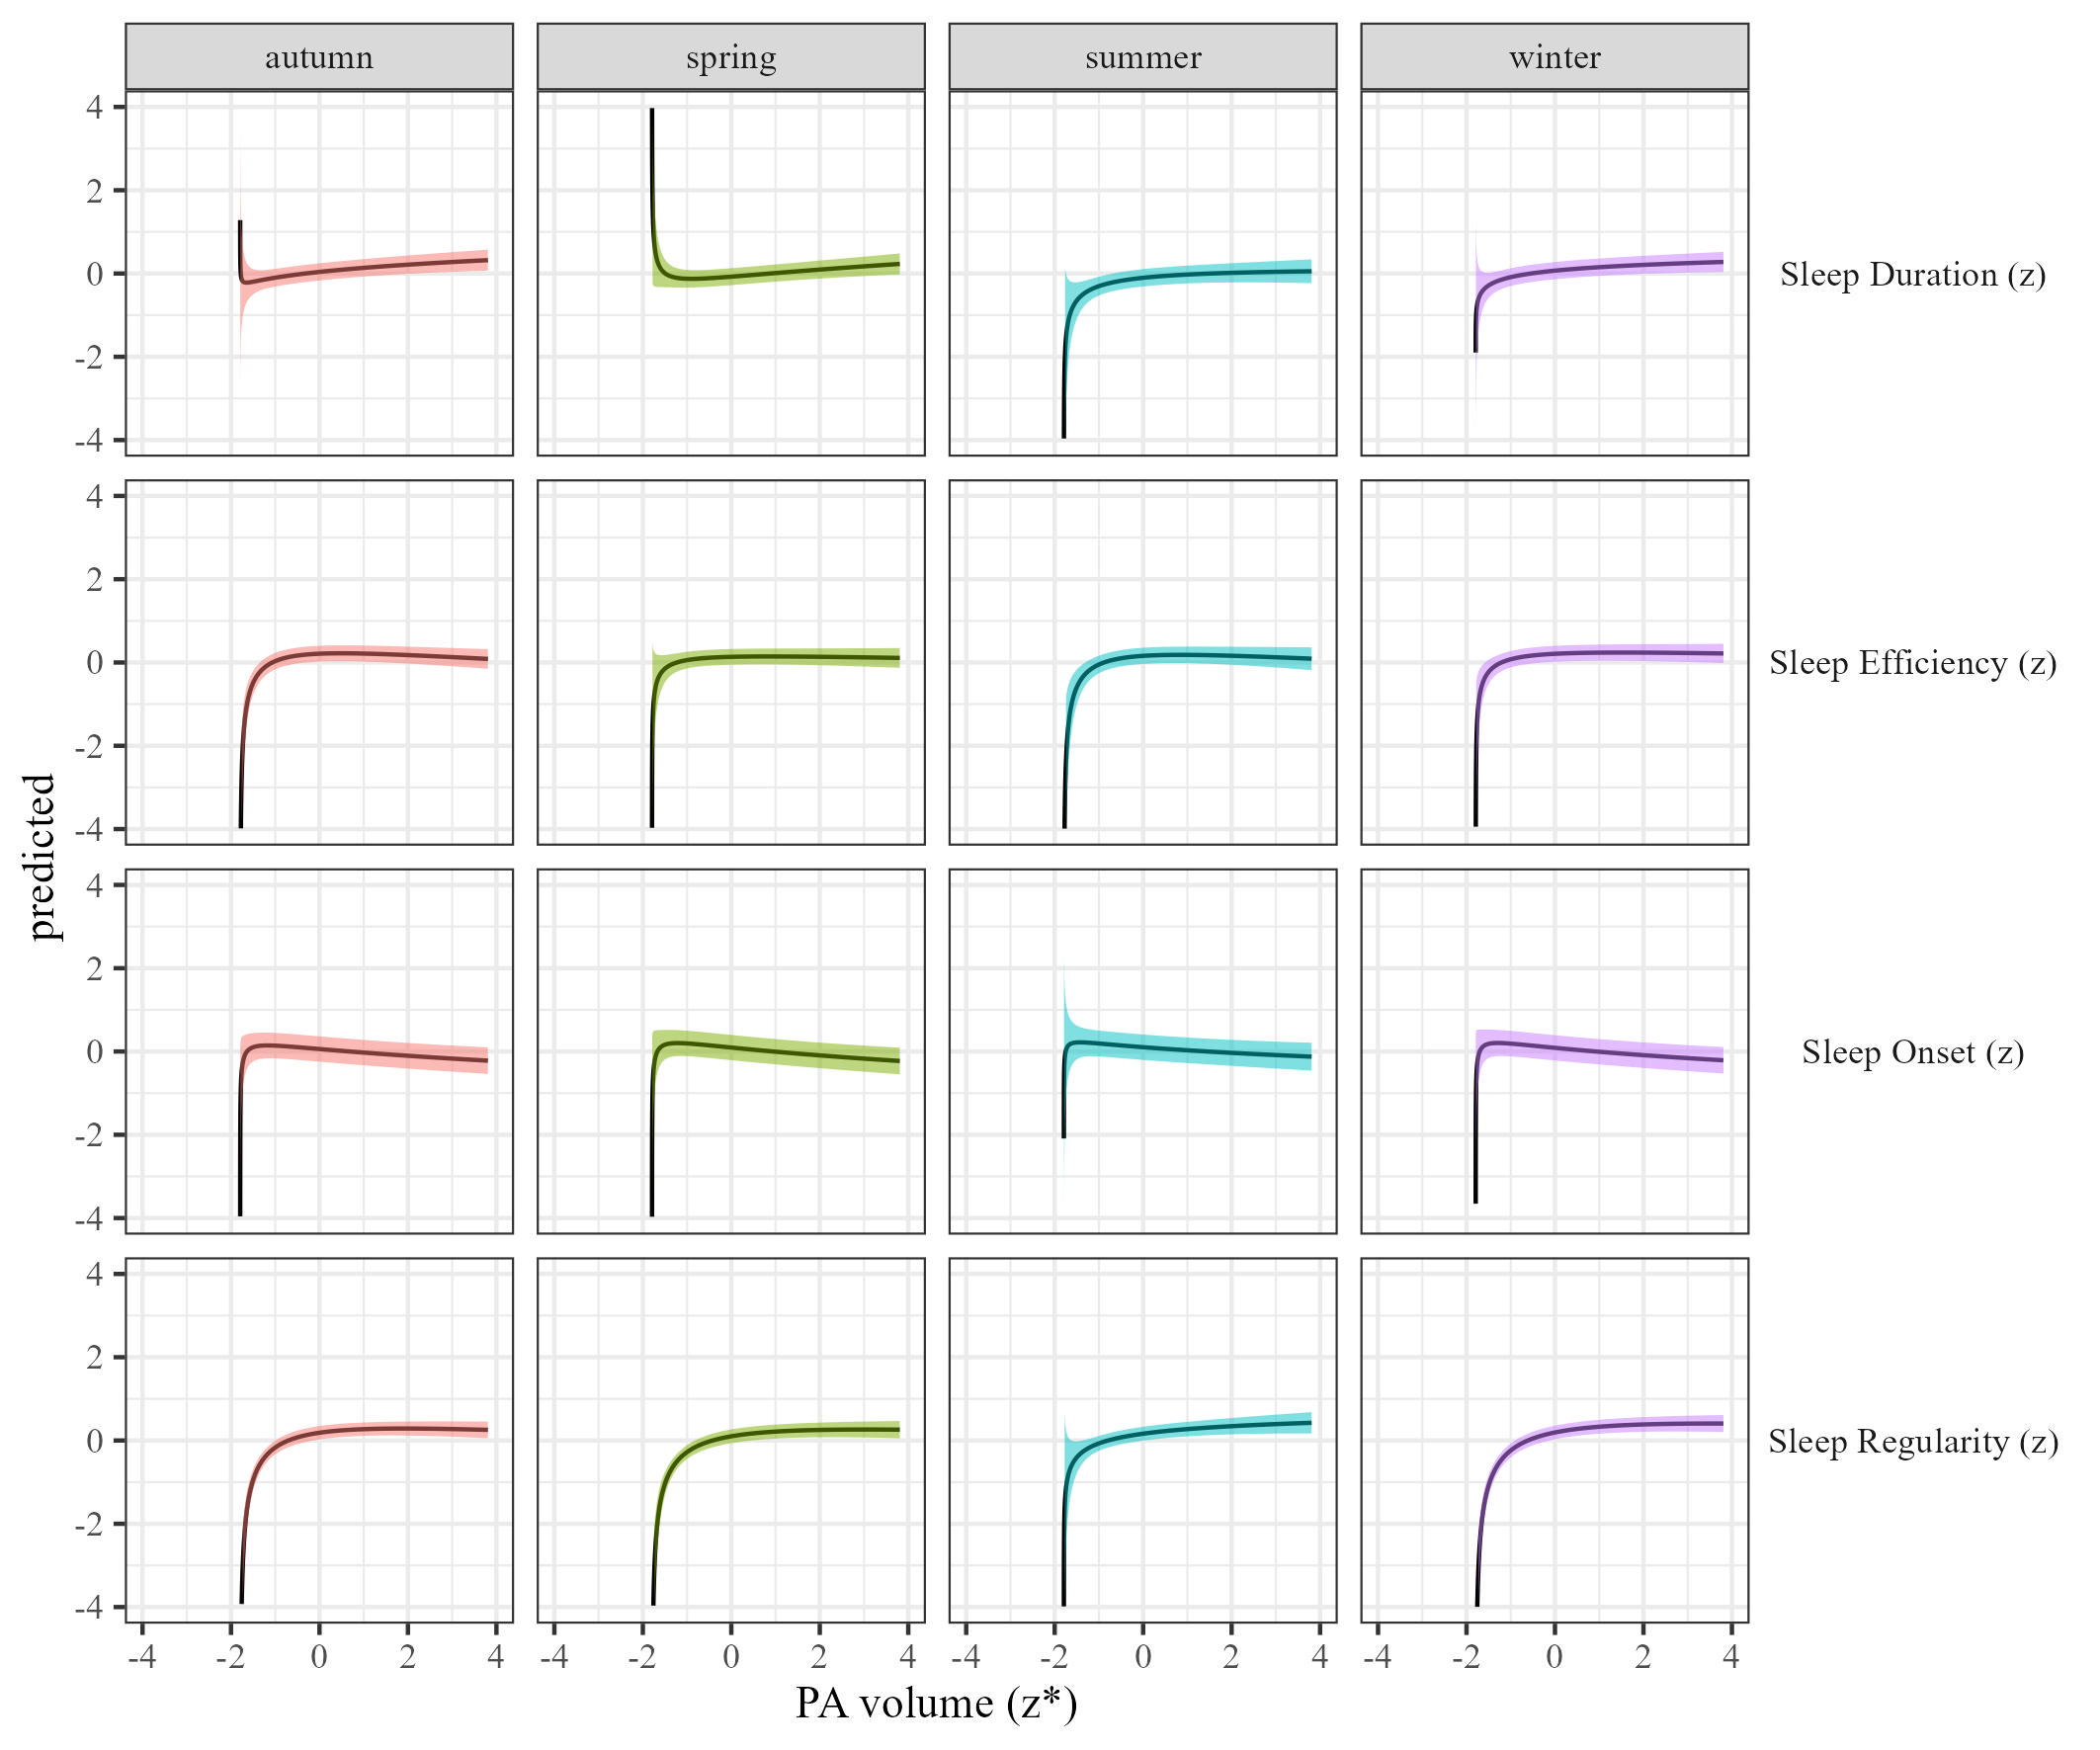 autumn spring summer winter
4
2
0
-2
-4
Sleep Duration (z)
4
2
0
-2
-4
Sleep Efficiency (z)
predicted
4
2
0
-2
-4
Sleep Onset (z)
4
2
0
-2
-4
Sleep Regularity (z)
-4 -2 0 2 4 -4 -2 0 2 4 -4 -2 0 2 4 -4 -2 0 2 4
PA volume (z*)